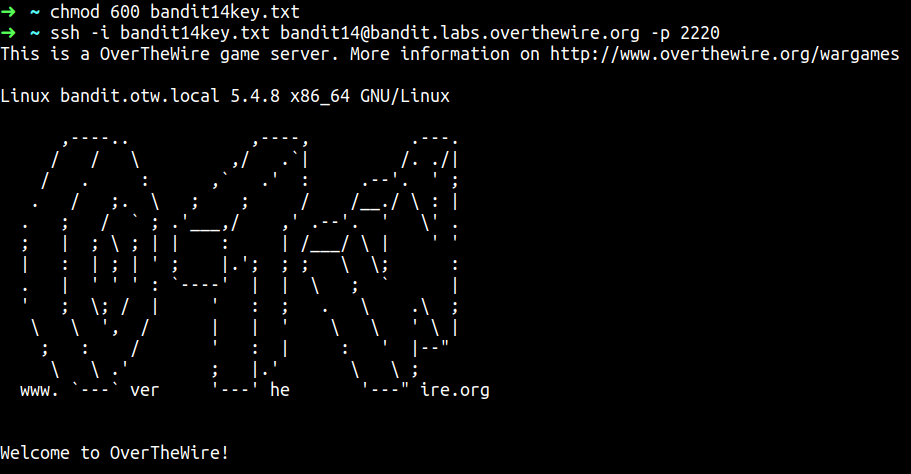 ➜ ~ chmod 600 bandit14key.txt
➜ ~ ssh -i bandit14key.txt bandit14@bandit.labs.overthewire.org -p 2220
This is a OverTheWire game server. More information on http://www.overthewire.org/wargames
Linux bandit.otw.local 5.4.8 x86_64 GNU/Linux
www. ver he ire.org
Welcome to OverTheWire!